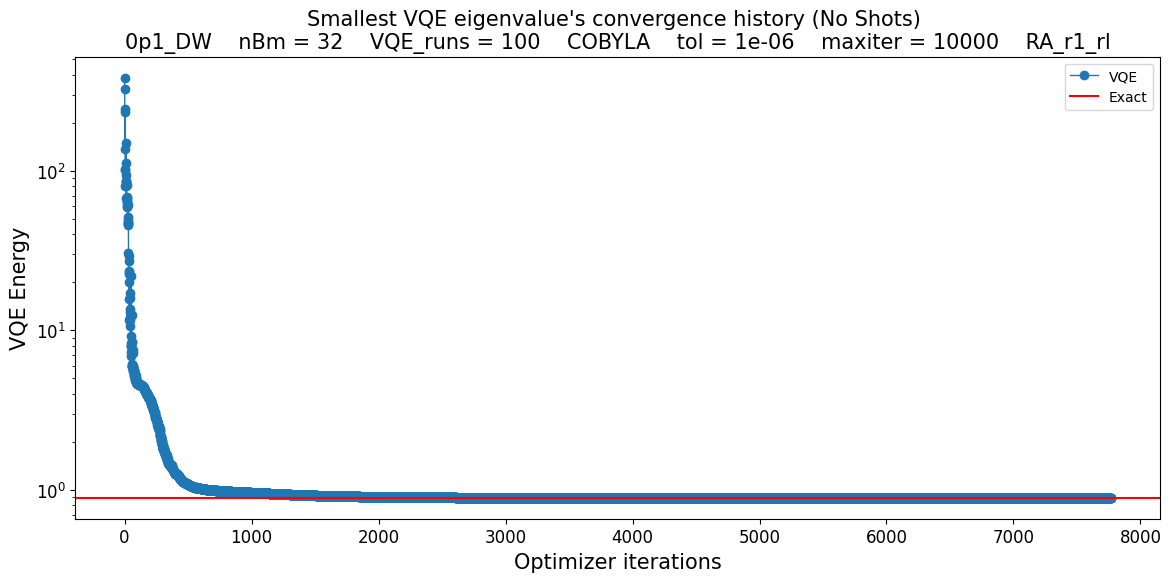 Smallest VQE eigenvalue's convergence history (No Shots)
0p1_DW    nBm = 32    VQE_runs = 100    COBYLA    tol = 1e-06    maxiter = 10000    RA_r1_rl
VQE
Exact
VQE Energy
10²
10¹
10⁰
0 1000 2000 3000 4000 5000 6000 7000 8000
Optimizer iterations